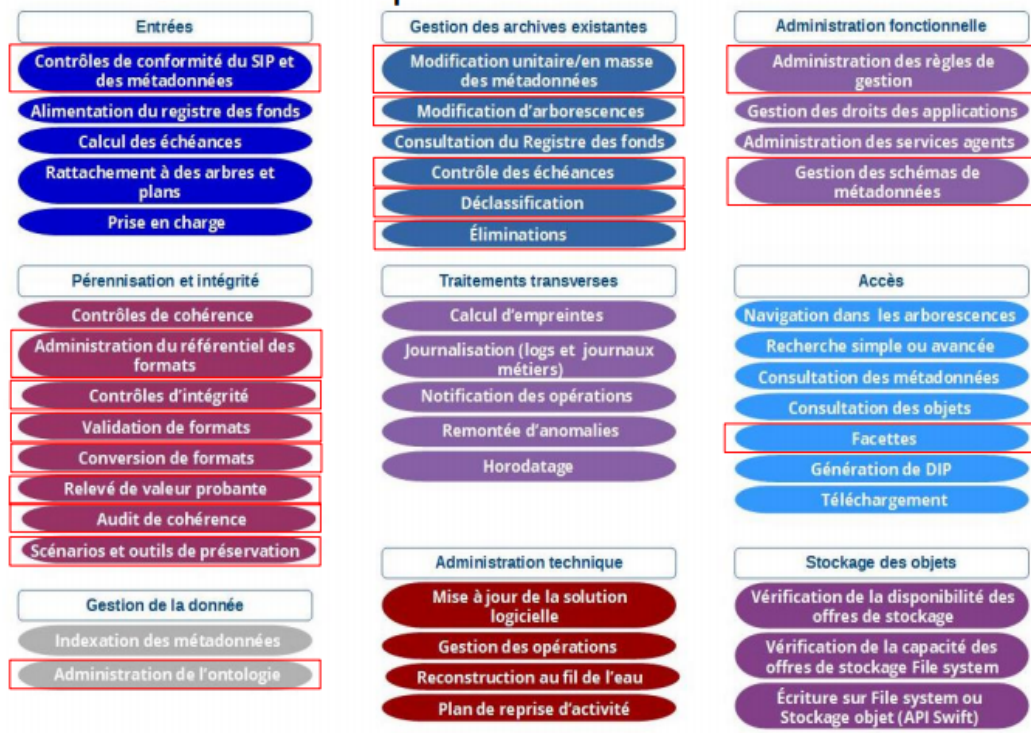 Entrées
Contrôles de conformité du SIP et
des métadonnées
Alimentation du registre des fonds
Calcul des échéances
Rattachement à des arbres et
plans
Prise en charge
Gestion des archives existantes
Modification unitaire/en masse
des métadonnées
Modification d'arborescences
Consultation du Registre des fonds
Contrôle des échéances
Déclassification
Éliminations
Administration fonctionnelle
Administration des règles de
gestion
Gestion des droits des applications
Administration des services agents
Gestion des schémas de
métadonnées
Pérennisation et intégrité
Contrôles de cohérence
Administration du référentiel des
formats
Contrôles d'intégrité
Validation de formats
Conversion de formats
Relevé de valeur probante
Audit de cohérence
Scénarios et outils de préservation
Traitements transverses
Calcul d'empreintes
Journalisation (logs et journaux
métiers)
Notification des opérations
Remontée d'anomalies
Horodatage
Accès
Navigation dans les arborescences
Recherche simple ou avancée
Consultation des métadonnées
Consultation des objets
Facettes
Génération de DIP
Téléchargement
Gestion de la donnée
Indexation des métadonnées
Administration de l'ontologie
Administration technique
Mise à jour de la solution
logicielle
Gestion des opérations
Reconstruction au fil de l'eau
Plan de reprise d'activité
Stockage des objets
Vérification de la disponibilité des
offres de stockage
Vérification de la capacité des
offres de stockage File system
Écriture sur File system ou
Stockage objet (API Swift)